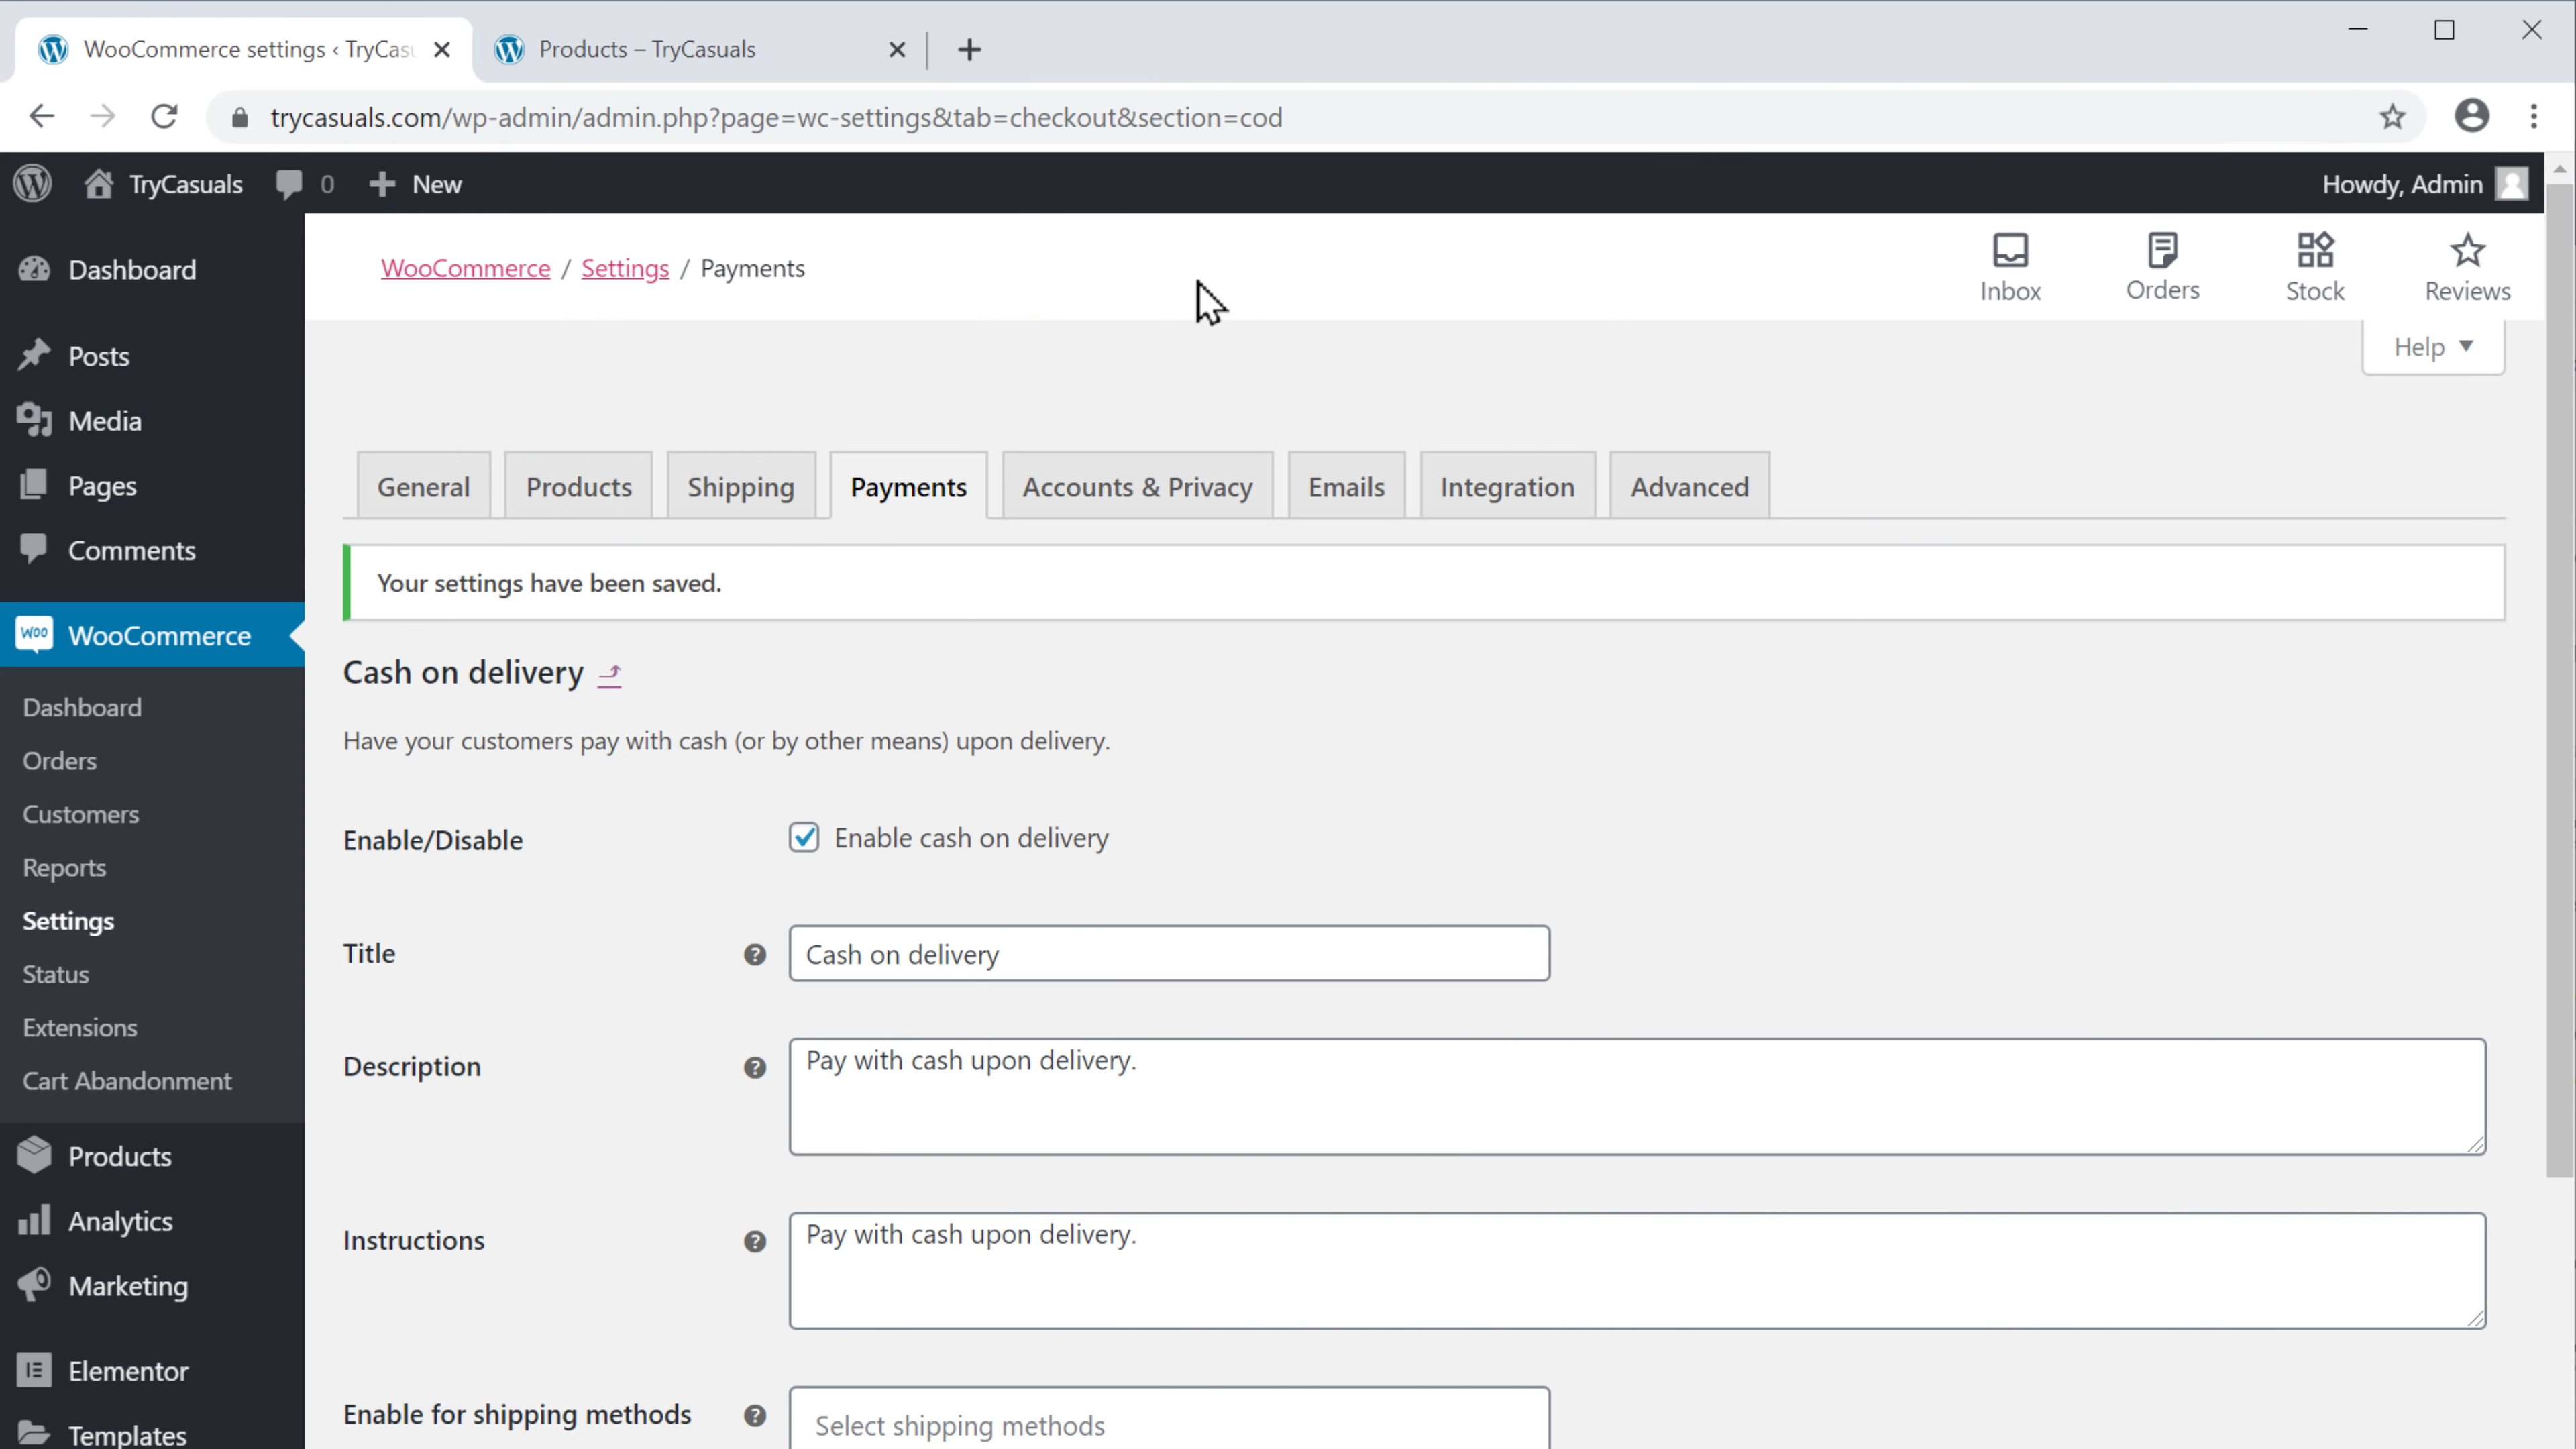 WooCommerce settings ‹ TryCasu
Products – TryCasuals
trycasuals.com/wp-admin/admin.php?page=wc-settings&tab=checkout&section=cod
TryCasuals 0 New Howdy, Admin
Dashboard
Posts
Media
Pages
Comments
Woo WooCommerce
Dashboard
Orders
Customers
Reports
Settings
Status
Extensions
Cart Abandonment
Products
Analytics
Marketing
Elementor
Templates
WooCommerce / Settings / Payments
Inbox Orders Stock Reviews
Help
General Products Shipping Payments Accounts & Privacy Emails Integration Advanced
Your settings have been saved.
Cash on delivery
Have your customers pay with cash (or by other means) upon delivery.
Enable/Disable Enable cash on delivery
Title ? Cash on delivery
Description ? Pay with cash upon delivery.
Instructions ? Pay with cash upon delivery.
Enable for shipping methods ? Select shipping methods